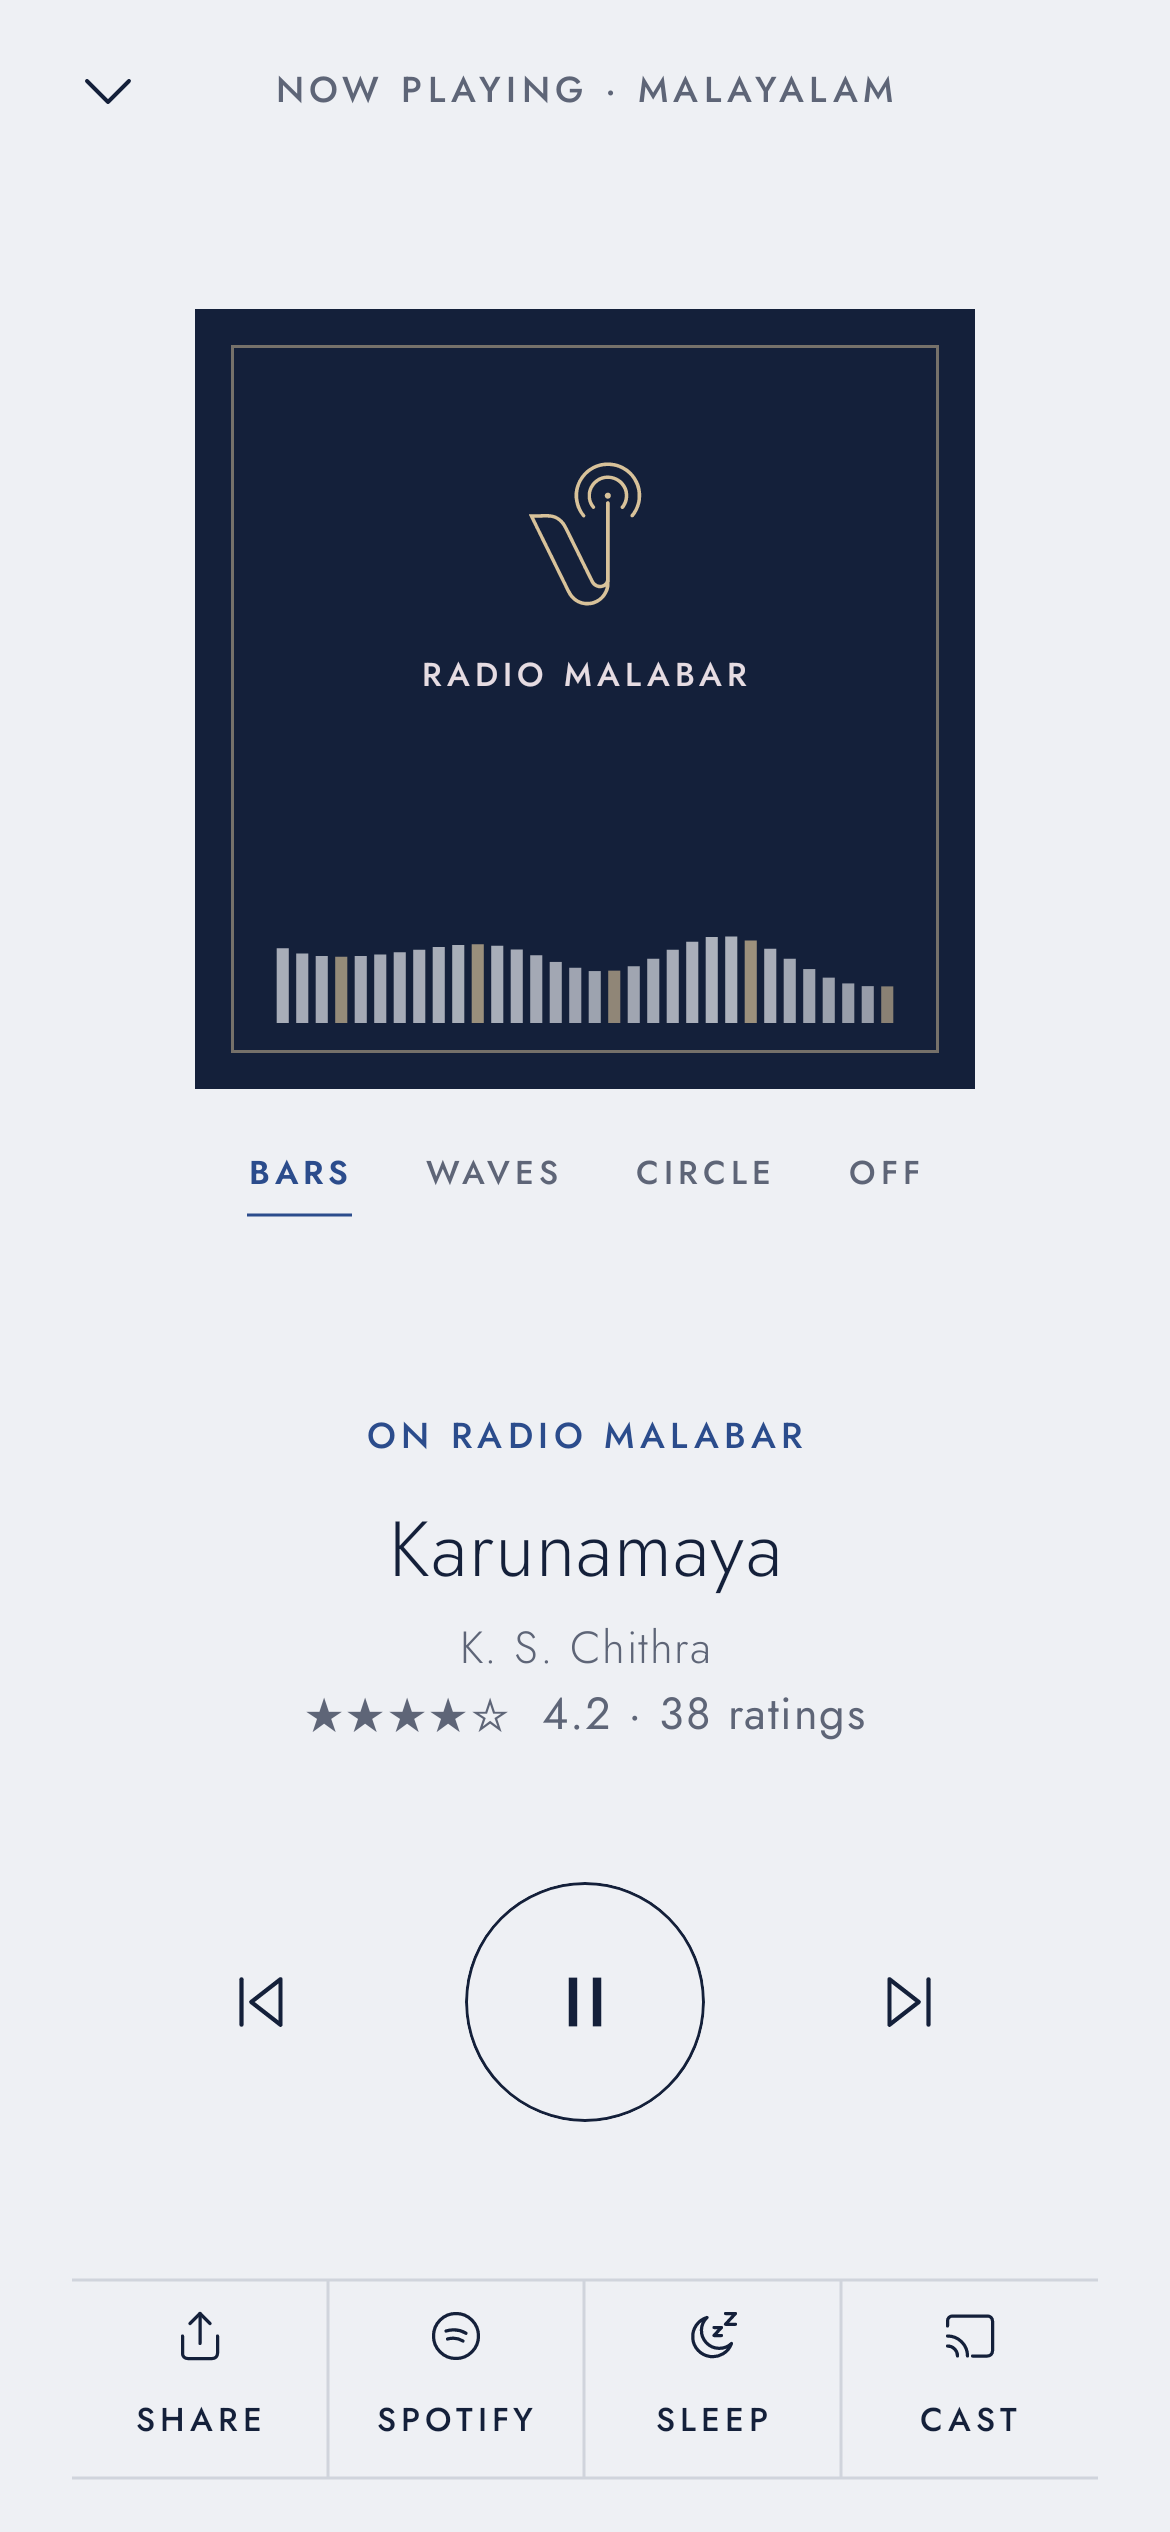 NOW PLAYING · MALAYALAM
RADIO MALABAR
BARS WAVES CIRCLE OFF
ON RADIO MALABAR
Karunamaya
K. S. Chithra
★★★★☆ 4.2 · 38 ratings
SHARE SPOTIFY SLEEP CAST